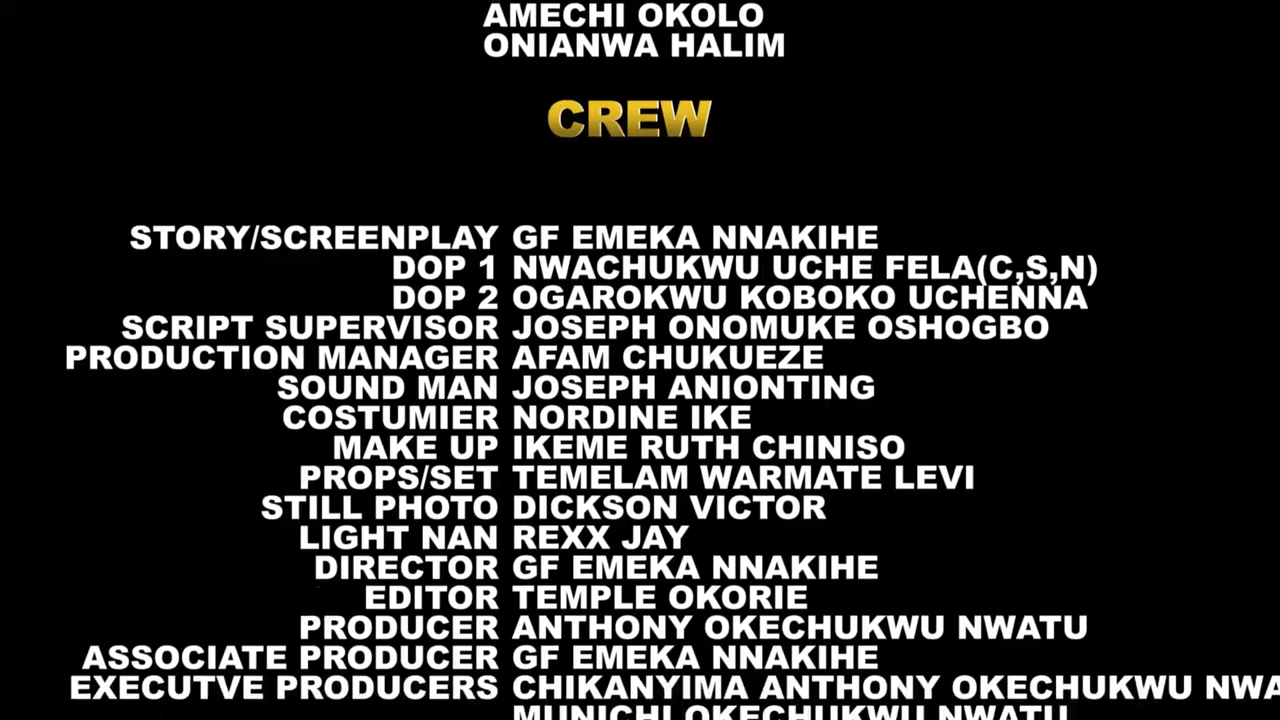 AMECHI OKOLO
ONIANWA HALIM
CREW
STORY/SCREENPLAY GF EMEKA NNAKIHE
DOP 1 NWACHUKWU UCHE FELA(C,S,N)
DOP 2 OGAROKWU KOBOKO UCHENNA
SCRIPT SUPERVISOR JOSEPH ONOMUKE OSHOGBO
PRODUCTION MANAGER AFAM CHUKUEZE
SOUND MAN JOSEPH ANIONTING
COSTUMIER NORDINE IKE
MAKE UP IKEME RUTH CHINISO
PROPS/SET TEMELAM WARMATE LEVI
STILL PHOTO DICKSON VICTOR
LIGHT NAN REXX JAY
DIRECTOR GF EMEKA NNAKIHE
EDITOR TEMPLE OKORIE
PRODUCER ANTHONY OKECHUKWU NWATU
ASSOCIATE PRODUCER GF EMEKA NNAKIHE
EXECUTVE PRODUCERS CHIKANYIMA ANTHONY OKECHUKWU
MUNICHI OKECHUKWU NWATU